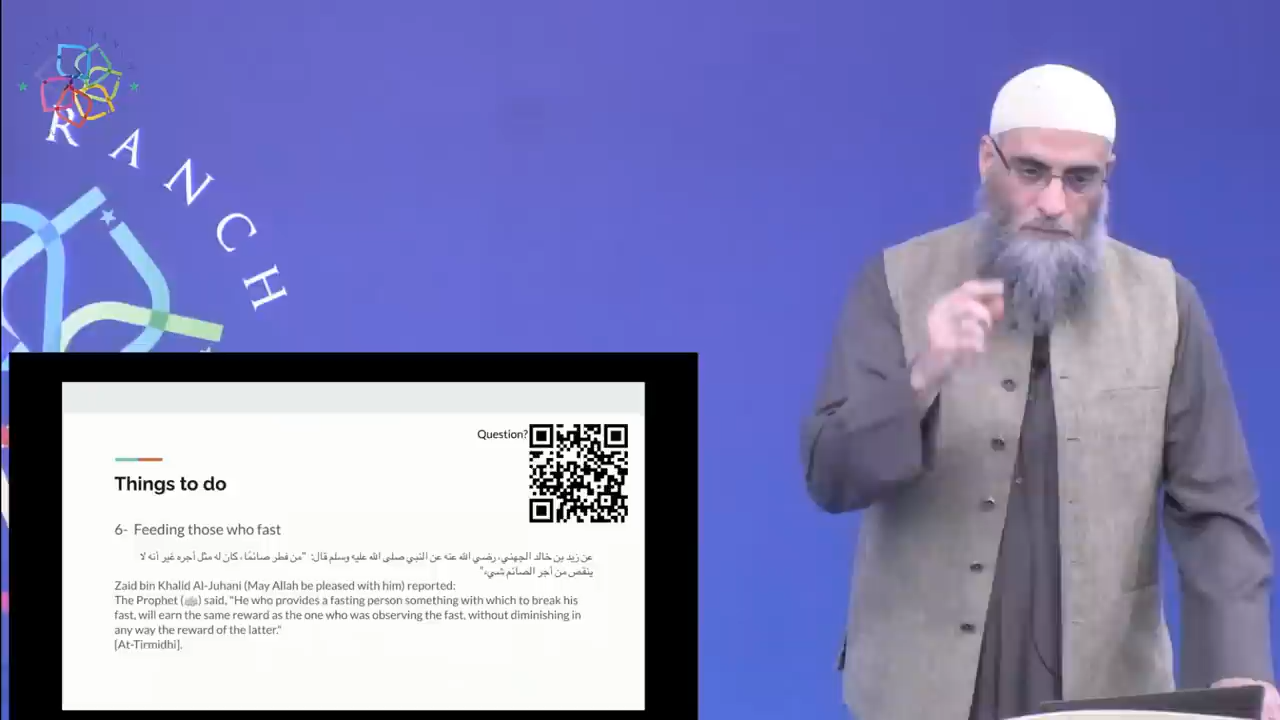 RANCH
Question?
Things to do
6- Feeding those who fast
عن زيد بن خالد الجهني، رضي الله عنه عن النبي صلى الله عليه وسلم قال: "من فطر صائمًا، كان له مثل أجره غير أنه لا
ينقص من أجر الصائم شيء"
Zaid bin Khalid Al-Juhani (May Allah be pleased with him) reported:
The Prophet (ﷺ) said, "He who provides a fasting person something with which to break his
fast, will earn the same reward as the one who was observing the fast, without diminishing in
any way the reward of the latter."
[At-Tirmidhi].